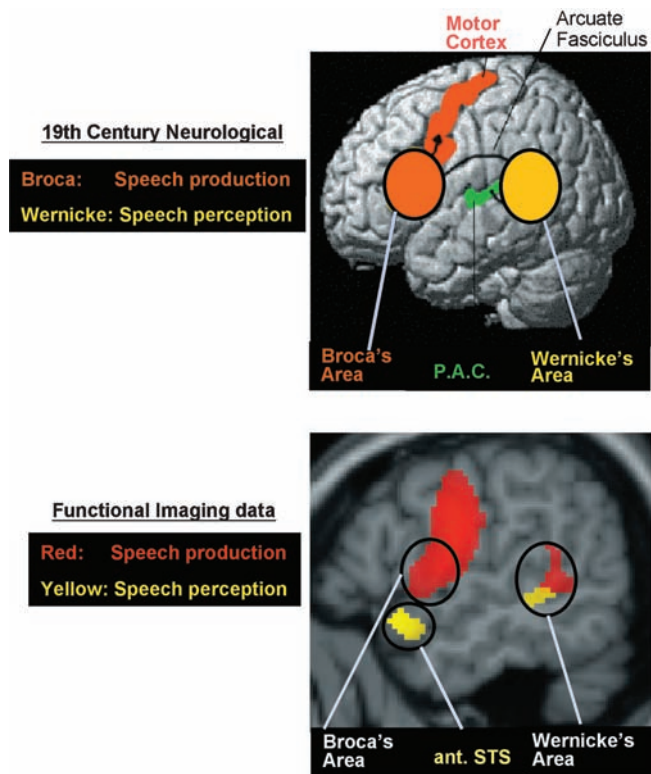 Motor
Cortex
Arcuate
Fasciculus
19th Century Neurological
Broca: Speech production
Wernicke: Speech perception
Broca's
Area
P.A.C.
Wernicke's
Area
Functional Imaging data
Red: Speech production
Yellow: Speech perception
Broca's
Area
ant. STS
Wernicke's
Area